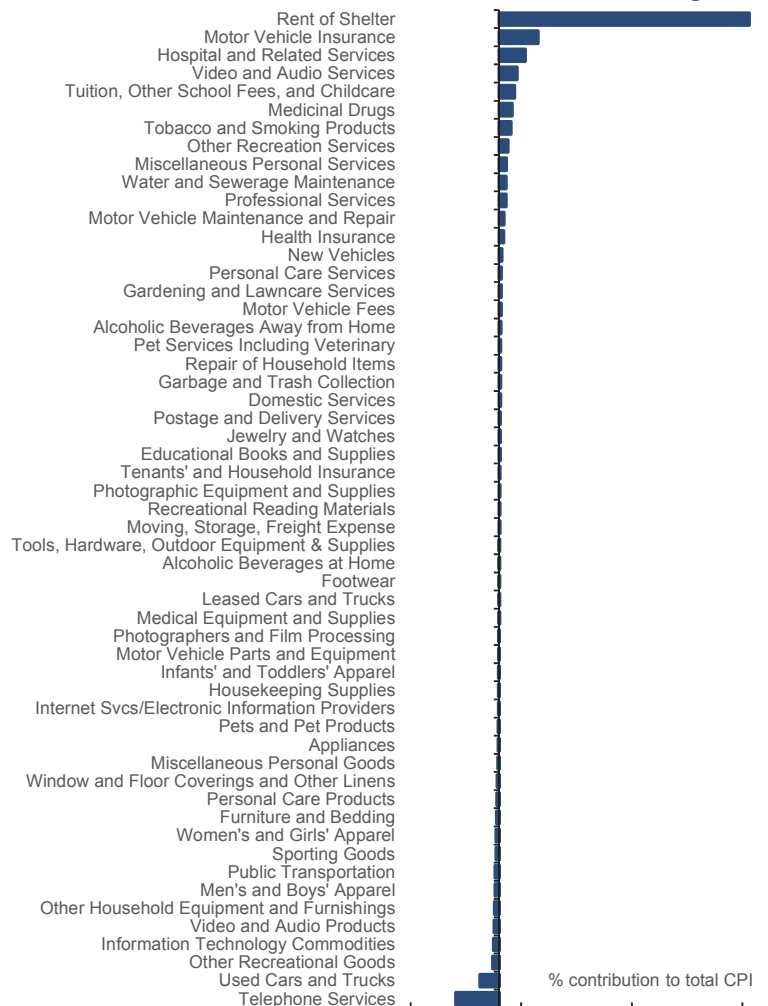 Rent of Shelter
Motor Vehicle Insurance
Hospital and Related Services
Video and Audio Services
Tuition, Other School Fees, and Childcare
Medicinal Drugs
Tobacco and Smoking Products
Other Recreation Services
Miscellaneous Personal Services
Water and Sewerage Maintenance
Professional Services
Motor Vehicle Maintenance and Repair
Health Insurance
New Vehicles
Personal Care Services
Gardening and Lawncare Services
Motor Vehicle Fees
Alcoholic Beverages Away from Home
Pet Services Including Veterinary
Repair of Household Items
Garbage and Trash Collection
Domestic Services
Postage and Delivery Services
Jewelry and Watches
Educational Books and Supplies
Tenants' and Household Insurance
Photographic Equipment and Supplies
Recreational Reading Materials
Moving, Storage, Freight Expense
Tools, Hardware, Outdoor Equipment & Supplies
Alcoholic Beverages at Home
Footwear
Leased Cars and Trucks
Medical Equipment and Supplies
Photographers and Film Processing
Motor Vehicle Parts and Equipment
Infants' and Toddlers' Apparel
Housekeeping Supplies
Internet Svcs/Electronic Information Providers
Pets and Pet Products
Appliances
Miscellaneous Personal Goods
Window and Floor Coverings and Other Linens
Personal Care Products
Furniture and Bedding
Women's and Girls' Apparel
Sporting Goods
Public Transportation
Men's and Boys' Apparel
Other Household Equipment and Furnishings
Video and Audio Products
Information Technology Commodities
Other Recreational Goods
Used Cars and Trucks
% contribution to total CPI
Telephone Services